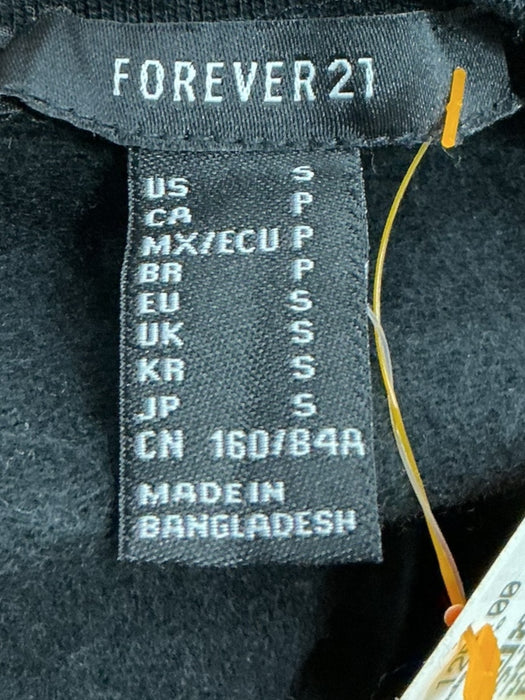 FOREVER 21
US S
CA P
MX/ECU P
BR P
EU S
UK S
KR S
JP S
CN 160/84A
MADE IN
BANGLADESH